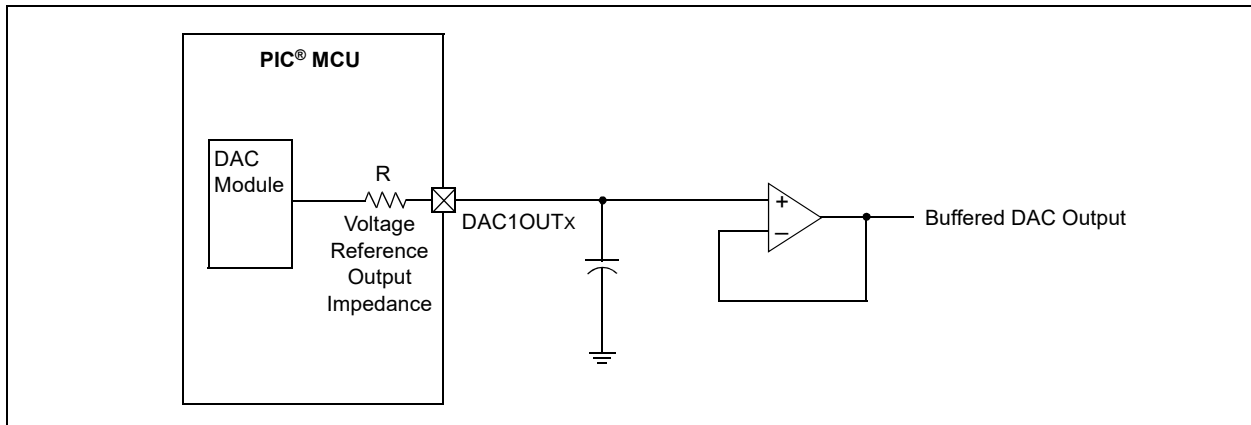 PIC® MCU
DAC
Module
R
Voltage
Reference
Output
Impedance
DAC1OUTX
+
–
Buffered DAC Output